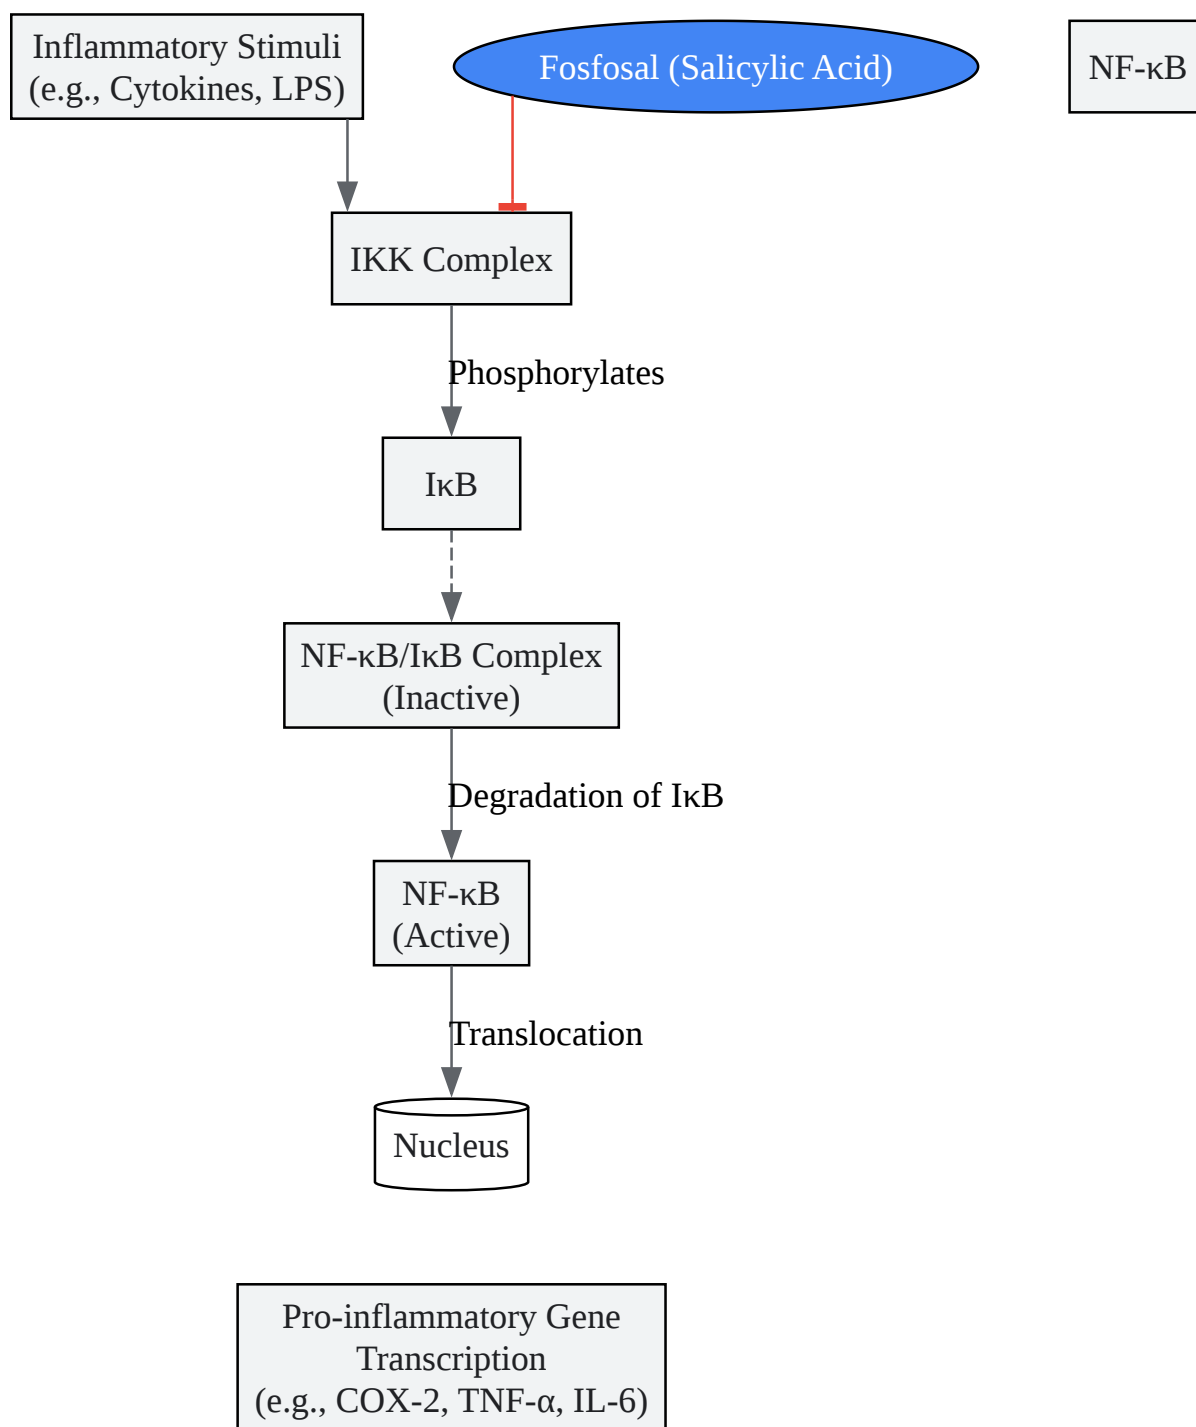 Inflammatory Stimuli
(e.g., Cytokines, LPS)
Fosfosal (Salicylic Acid)
NF-κB
IKK Complex
Phosphorylates
IκB
NF-κB/IκB Complex
(Inactive)
Degradation of IκB
NF-κB
(Active)
Translocation
Nucleus
Pro-inflammatory Gene
Transcription
(e.g., COX-2, TNF-α, IL-6)